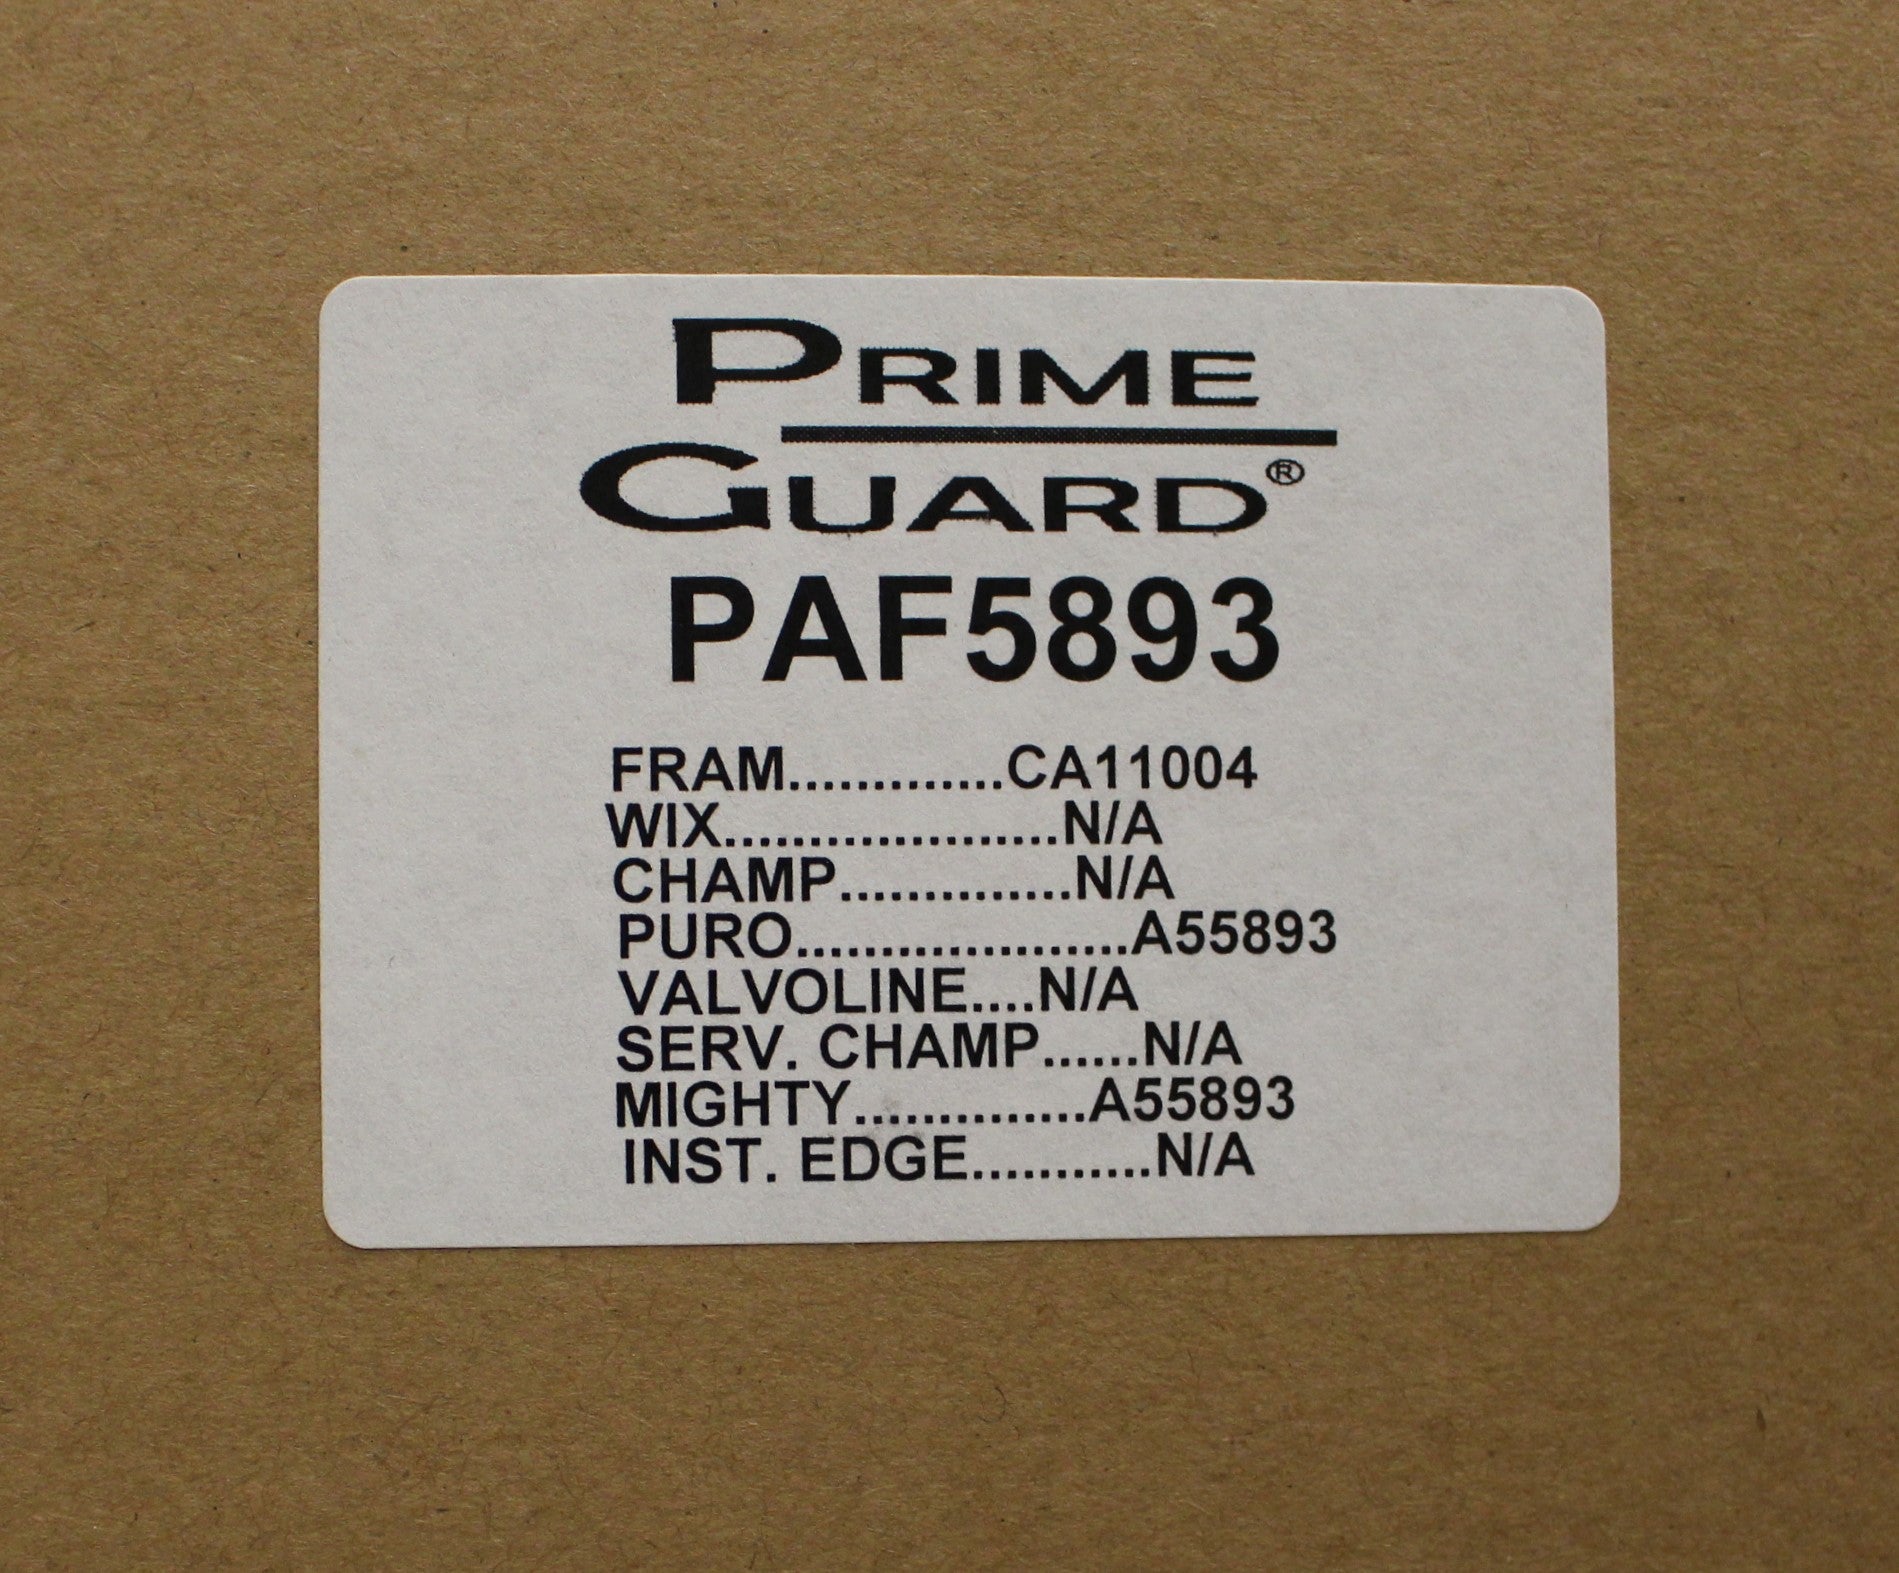 PRIME
GUARD®
PAF5893
FRAM.............CA11004
WIX....................N/A
CHAMP..............N/A
PURO....................A55893
VALVOLINE....N/A
SERV. CHAMP......N/A
MIGHTY..............A55893
INST. EDGE...........N/A